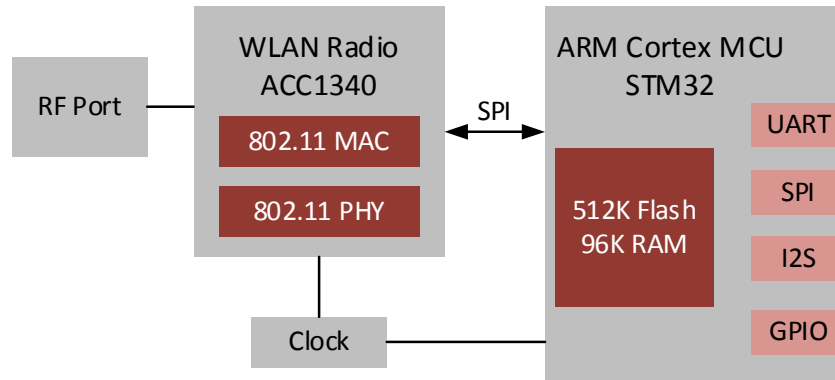 RF Port
WLAN Radio
ACC1340
802.11 MAC
802.11 PHY
SPI
Clock
ARM Cortex MCU
STM32
512K Flash
96K RAM
UART
SPI
I2S
GPIO